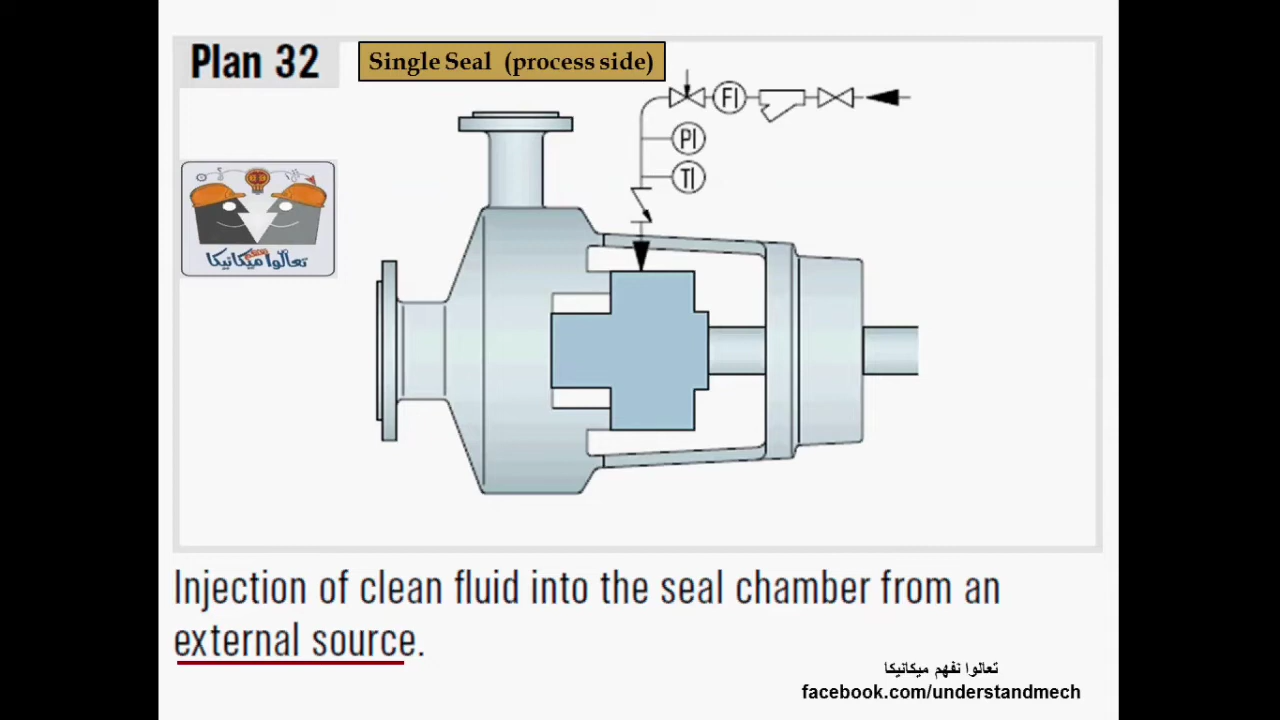 Plan 32
Single Seal (process side)
FI
PI
TI
تعالوا نفهم ميكانيكا
Injection of clean fluid into the seal chamber from an
external source.
تعالوا نفهم ميكانيكا
facebook.com/understandmech